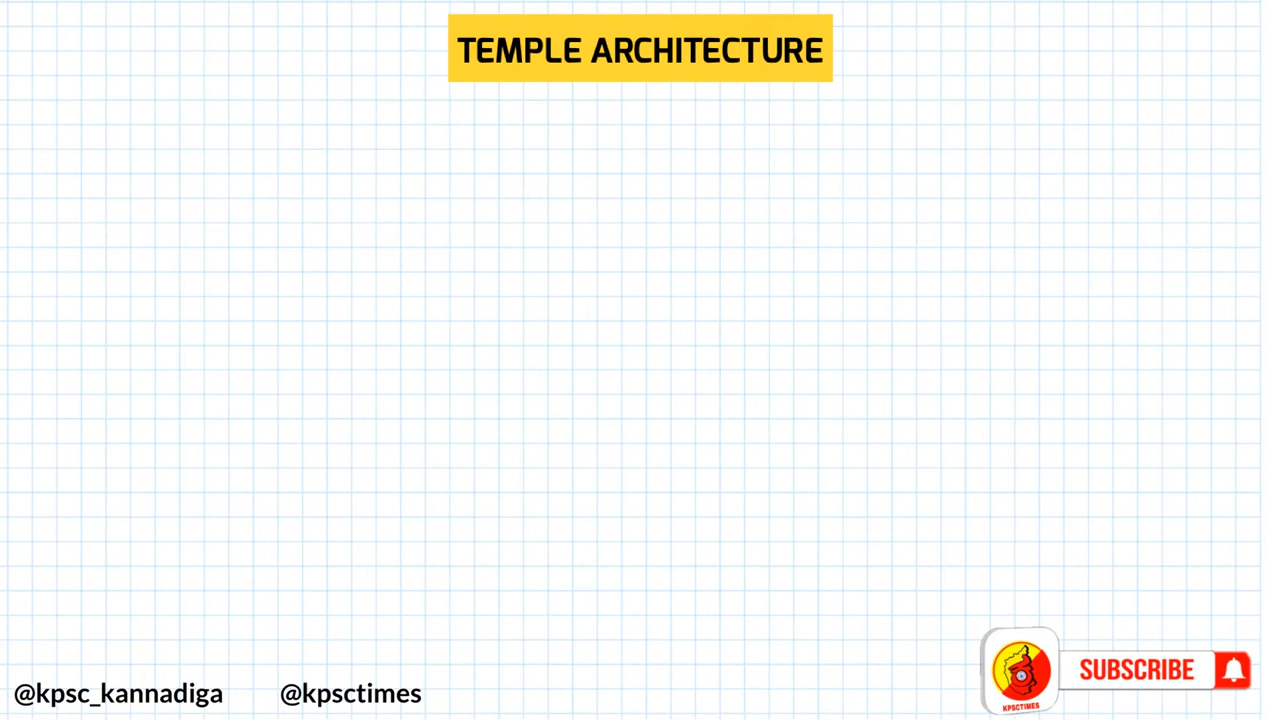 TEMPLE ARCHITECTURE
@kpsc_kannadiga
@kpsctimes
KPSCTIMES
SUBSCRIBE